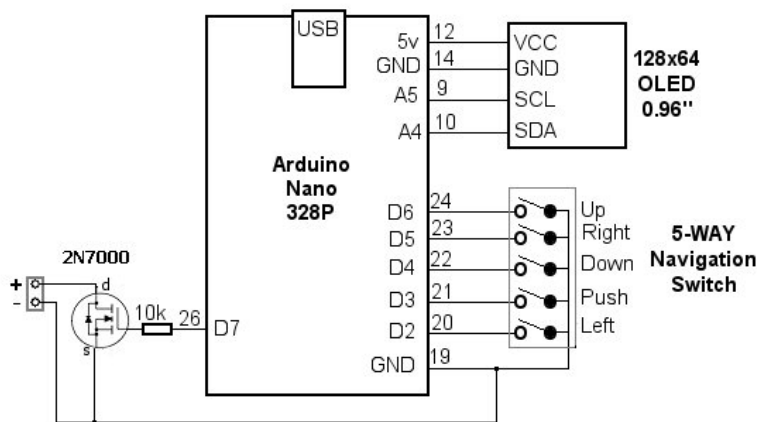 USB
5v 12 VCC
GND 14 GND
A5 9 SCL
A4 10 SDA
128x64
OLED
0.96"
Arduino
Nano
328P
D6 24 Up
D5 23 Right
D4 22 Down
D3 21 Push
D2 20 Left
GND 19
5-WAY
Navigation
Switch
2N7000
+
-
d
s
10k 26 D7